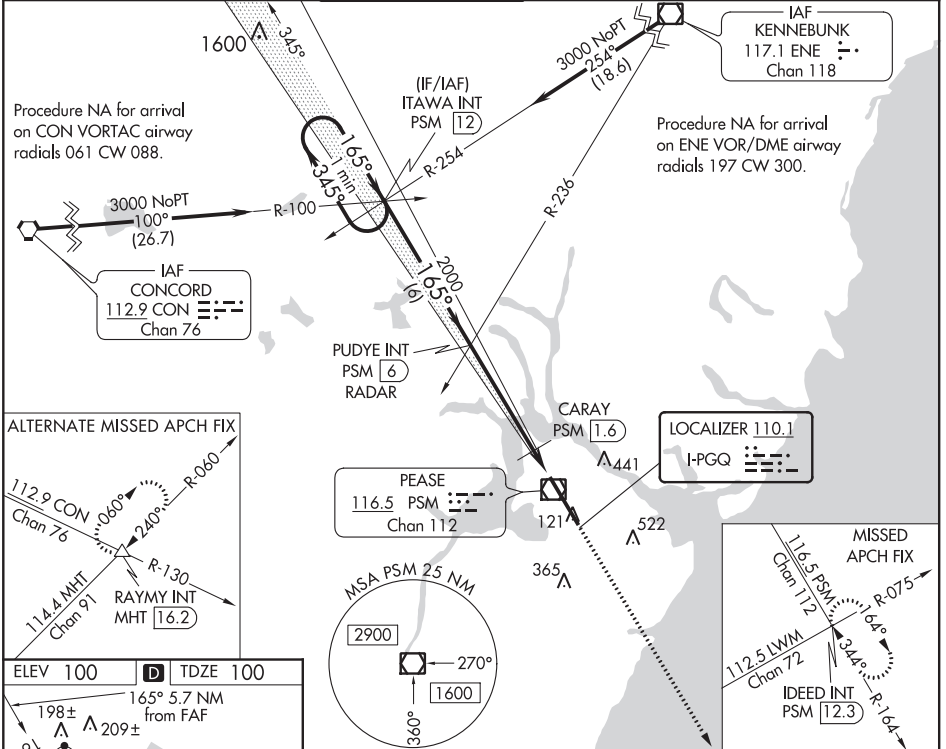 1600
345°
IAF
KENNEBUNK
117.1 ENE
Chan 118
3000 NoPT
254°
(18.6)
(IF/IAF)
ITAWA INT
PSM 12
Procedure NA for arrival
on CON VORTAC airway
radials 061 CW 088.
Procedure NA for arrival
on ENE VOR/DME airway
radials 197 CW 300.
165°
1 min
345°
R-254
R-236
3000 NoPT
100°
(26.7)
R-100
IAF
CONCORD
112.9 CON
Chan 76
2000
165°
(6)
PUDYE INT
PSM 6
RADAR
CARAY
PSM 1.6
441
LOCALIZER 110.1
I-PGQ
PEASE
116.5 PSM
Chan 112
121
522
365
ALTERNATE MISSED APCH FIX
R-060
112.9 CON
Chan 76
060°
240°
R-130
114.4 MHT
Chan 91
RAYMY INT
MHT 16.2
MSA PSM 25 NM
2900
270°
1600
360°
MISSED
APCH FIX
116.5 PSM
Chan 112
R-075
164°
344°
112.5 LWM
Chan 72
IDEED INT
PSM 12.3
R-164
ELEV 100
D
TDZE 100
165° 5.7 NM
from FAF
198±
209±